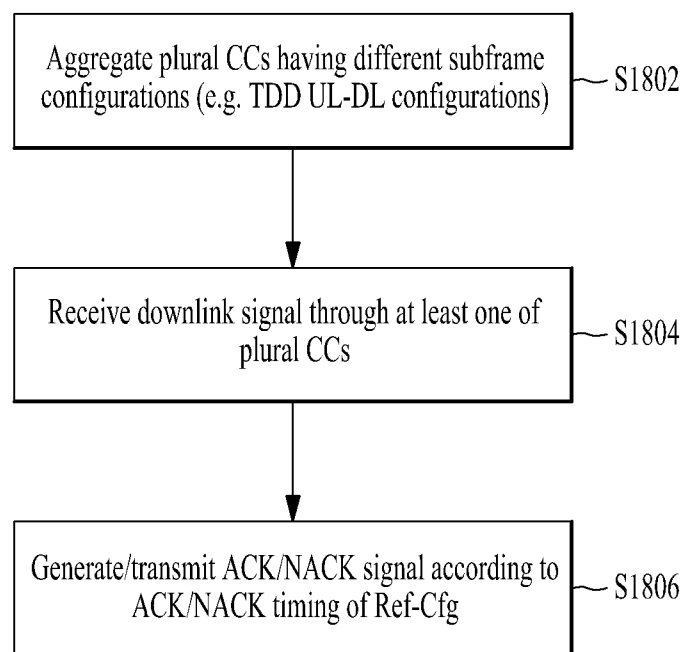 Aggregate plural CCs having different subframe
configurations (e.g. TDD UL-DL configurations)
S1802
Receive downlink signal through at least one of
plural CCs
S1804
Generate/transmit ACK/NACK signal according to
ACK/NACK timing of Ref-Cfg
S1806